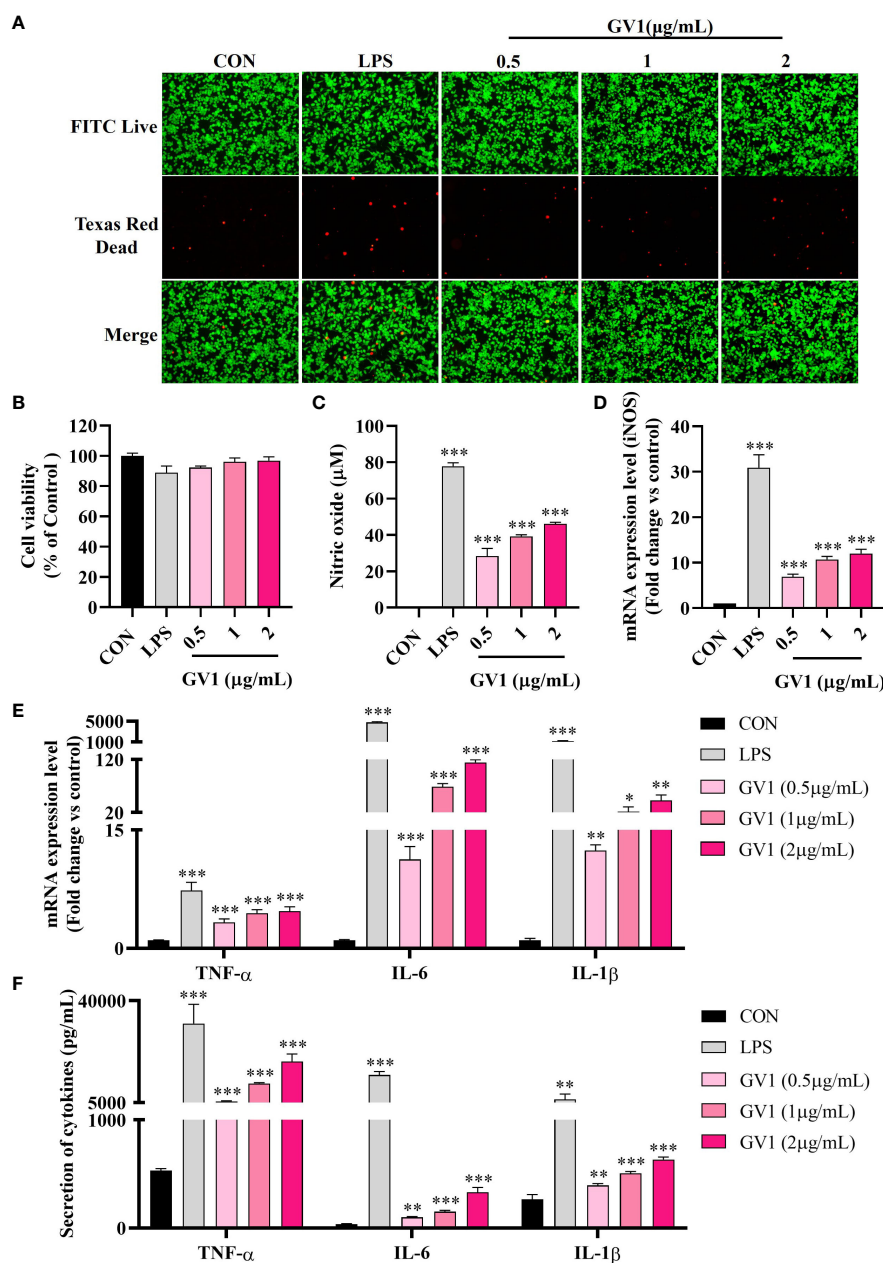 A
GV1(μg/mL)
CON LPS 0.5 1 2
FITC Live
Texas Red
Dead
Merge
B
Cell viability
(% of Control )
120
100
80
60
40
20
0
CON LPS 0.5 1 2
GV1 (μg/mL)
C
Nitric oxide (μM)
100
80
60
40
20
0
*** *** *** ***
CON LPS 0.5 1 2
GV1 (μg/mL)
D
mRNA expression level (iNOS)
(Fold change vs control)
40
30
20
10
0
*** *** *** ***
CON LPS 0.5 1 2
GV1 (μg/mL)
E
mRNA expression level
(Fold change vs control)
5000
1000
120
20
15
0
*** *** *** ***
*** *** *** ***
*** ** * **
TNF-α IL-6 IL-1β
CON
LPS
GV1 (0.5μg/mL)
GV1 (1μg/mL)
GV1 (2μg/mL)
F
Secretion of cytokines (pg/mL)
40000
5000
1000
0
*** *** *** ***
*** ** *** ***
** ** *** ***
TNF-α IL-6 IL-1β
CON
LPS
GV1 (0.5μg/mL)
GV1 (1μg/mL)
GV1 (2μg/mL)